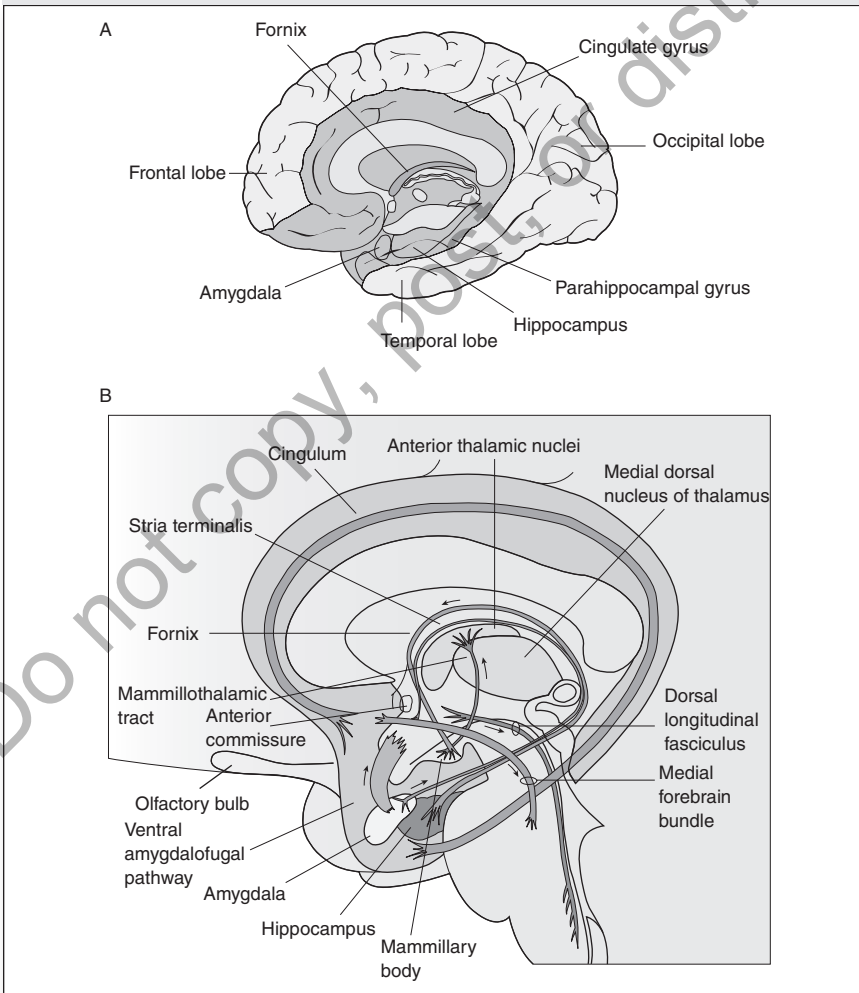 A
Fornix
Cingulate gyrus
Occipital lobe
Frontal lobe
Amygdala
Parahippocampal gyrus
Hippocampus
Temporal lobe
B
Cingulum
Anterior thalamic nuclei
Medial dorsal
nucleus of thalamus
Stria terminalis
Fornix
Mammillothalamic
tract
Anterior
commissure
Dorsal
longitudinal
fasciculus
Olfactory bulb
Medial
forebrain
bundle
Ventral
amygdalofugal
pathway
Amygdala
Hippocampus
Mammillary
body
Do not copy, post, or